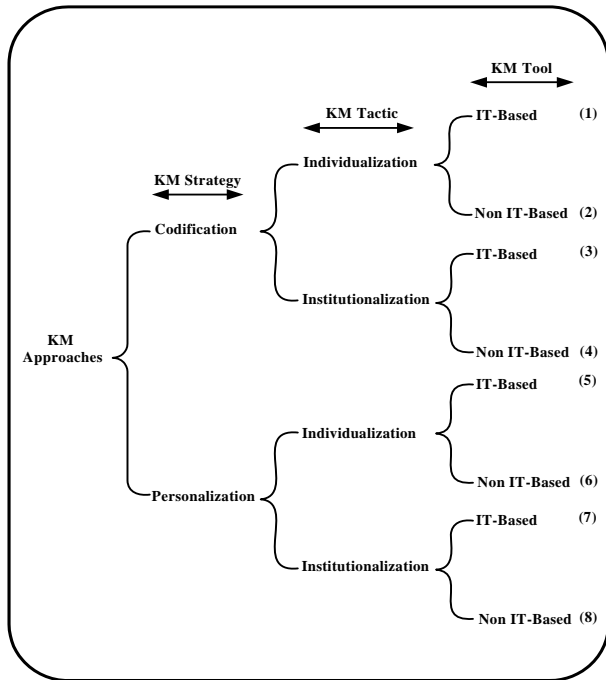 KM Tool
IT-Based (1)
KM Tactic
Individualization
KM Strategy
Non IT-Based (2)
Codification
IT-Based (3)
Institutionalization
KM
Approaches
Non IT-Based (4)
IT-Based (5)
Individualization
Non IT-Based (6)
Personalization
IT-Based (7)
Institutionalization
Non IT-Based (8)